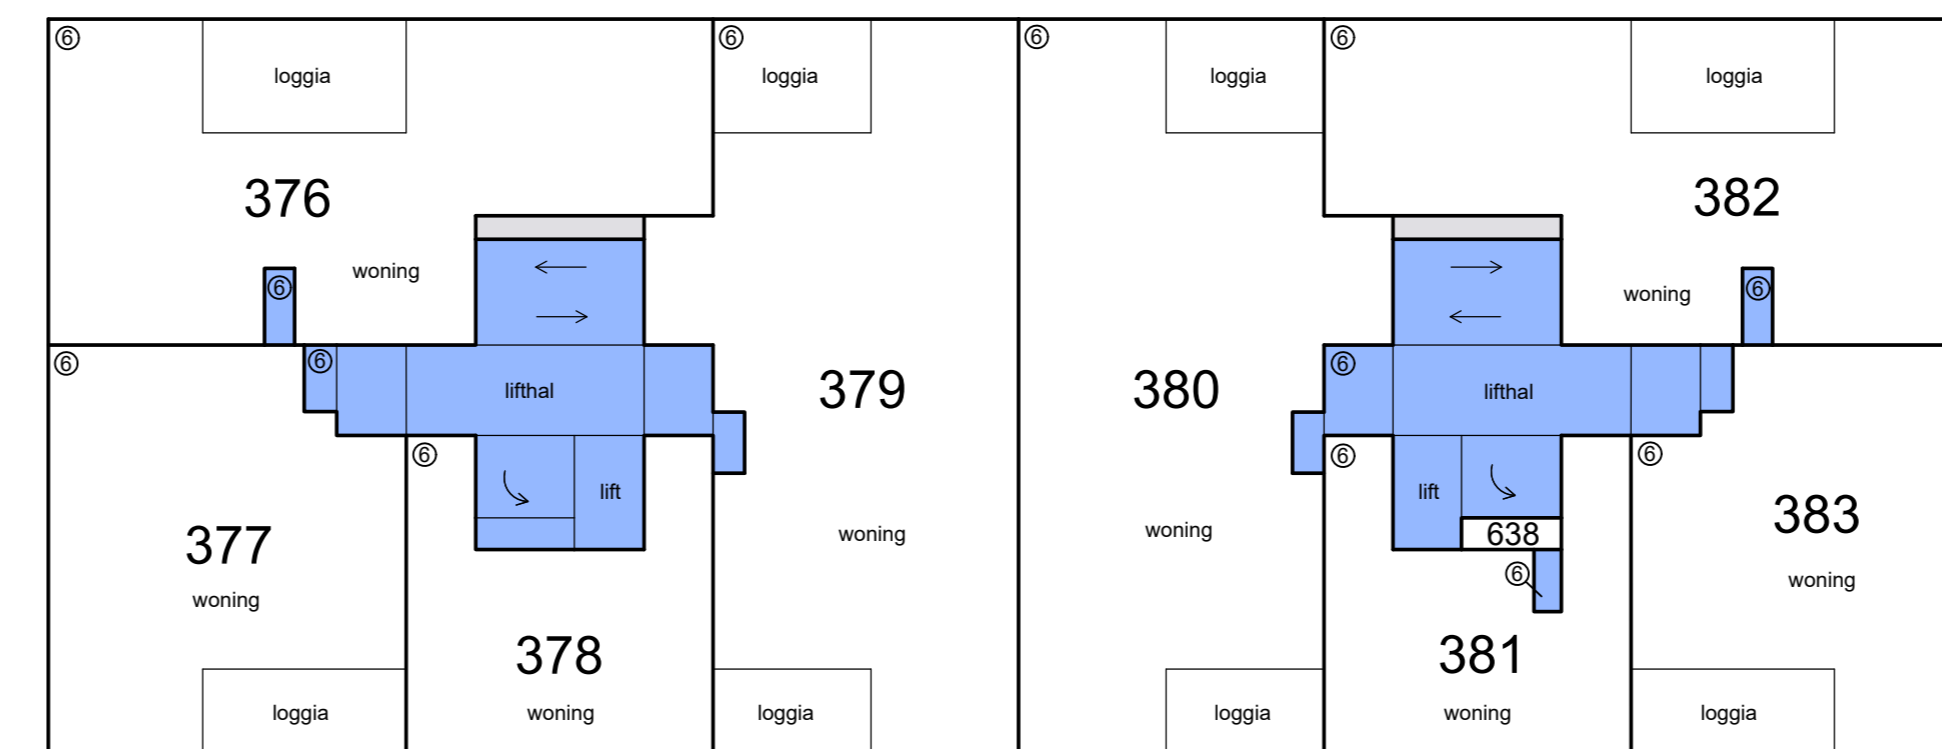 ⑥ ⑥ ⑥ ⑥
loggia loggia loggia loggia
376 382
woning woning
⑥ ⑥
⑥ ⑥ ⑥
lifthal 379 380 lifthal
⑥ ⑥ ⑥
lift lift
377 woning woning 638 383
⑥
woning woning
378 381
loggia woning loggia loggia woning loggia